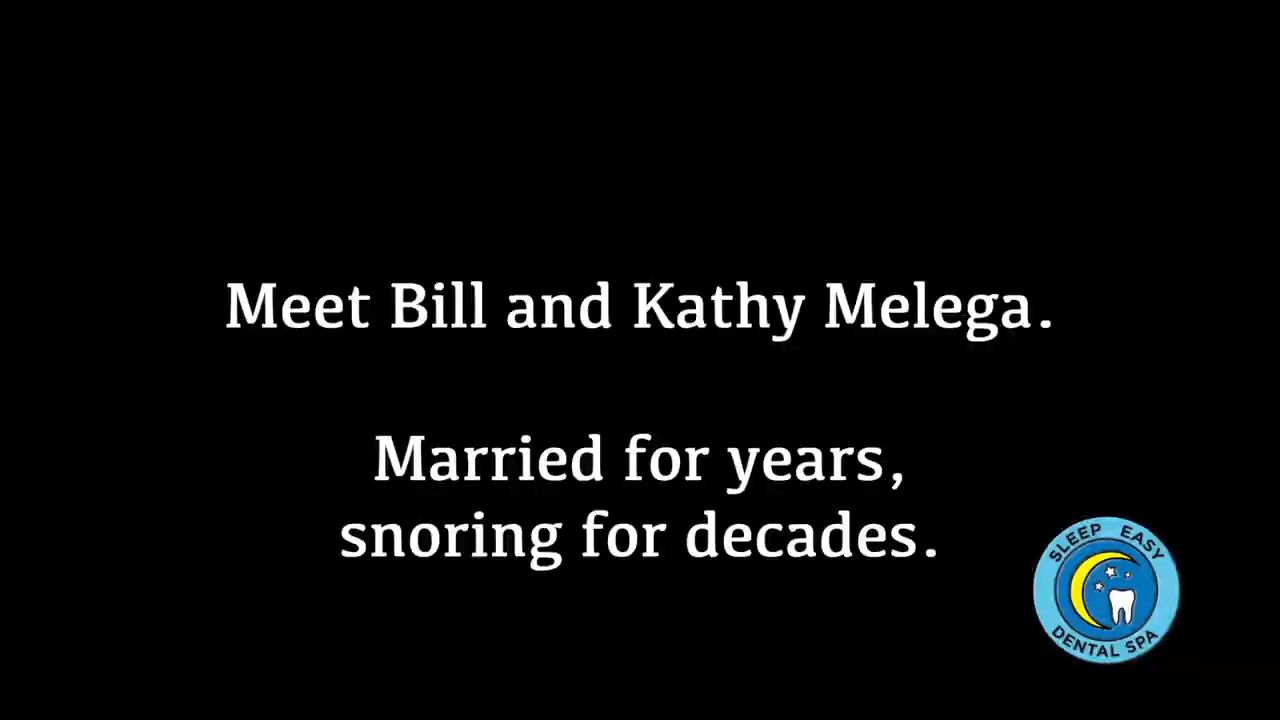 Meet Bill and Kathy Melega.
Married for years,
snoring for decades.
SLEEP EASY
DENTAL SPA